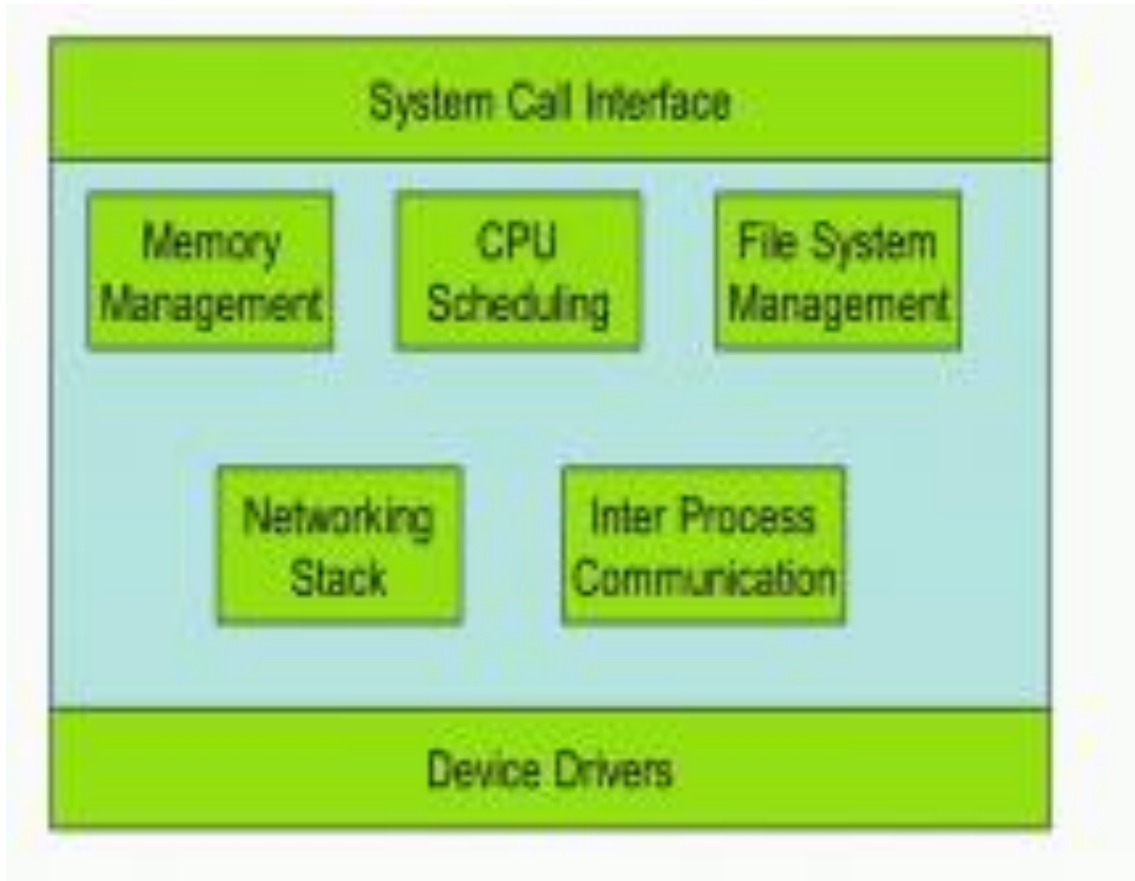 System Call Interface
Memory
Management
CPU
Scheduling
File System
Management
Networking
Stack
Inter Process
Communication
Device Drivers